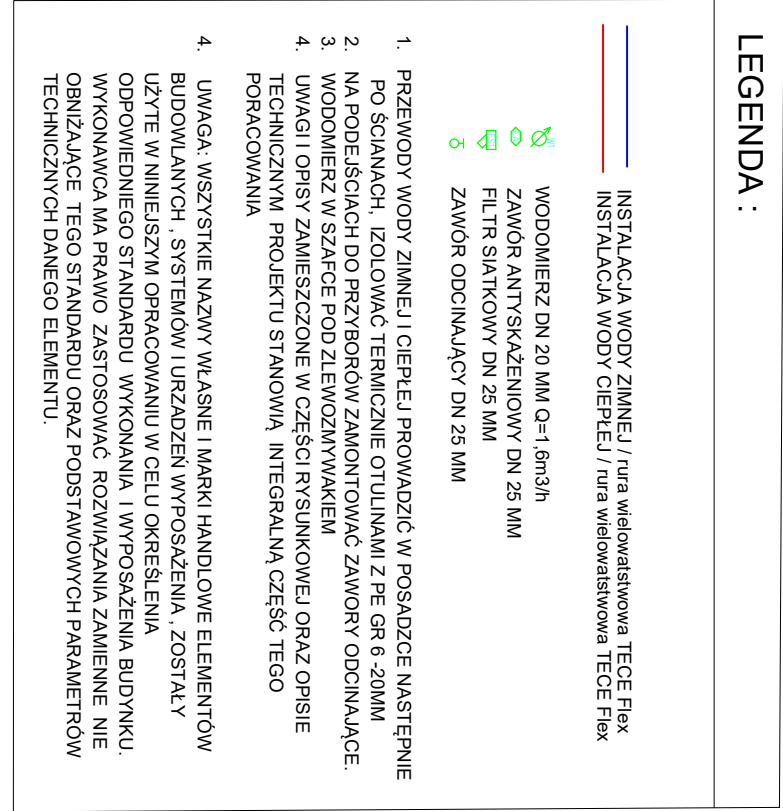 LEGENDA :
INSTALACJA WODY ZIMNEJ / rura wielowatstwowa TECE Flex
INSTALACJA WODY CIEPŁEJ / rura wielowatstwowa TECE Flex
WODOMIERZ DN 20 MM Q=1,6m3/h
ZAWÓR ANTYSKAŻENIOWY DN 25 MM
FILTR SIATKOWY DN 25 MM
ZAWÓR ODCINAJĄCY DN 25 MM
1. PRZEWODY WODY ZIMNEJ I CIEPŁEJ PROWADZIĆ W POSADZCE NASTĘPNIE
PO ŚCIANACH, IZOLOWAĆ TERMICZNIE OTULINAMI Z PE GR 6 -20MM
2. NA PODEJŚCIACH DO PRZYBORÓW ZAMONTOWAĆ ZAWORY ODCINAJĄCE.
3. WODOMIERZ W SZAFCE POD ZLEWOZMYWAKIEM
4. UWAGI I OPISY ZAMIESZCZONE W CZĘŚCI RYSUNKOWEJ ORAZ OPISIE
TECHNICZNYM PROJEKTU STANOWIĄ INTEGRALNĄ CZĘŚĆ TEGO
PORACOWANIA
4. UWAGA: WSZYSTKIE NAZWY WŁASNE I MARKI HANDLOWE ELEMENTÓW
BUDOWLANYCH , SYSTEMÓW I URZADZEŃ WYPOSAŻENIA , ZOSTAŁY
UŻYTE W NINIEJSZYM OPRACOWANIU W CELU OKREŚLENIA
ODPOWIEDNIEGO STANDARDU WYKONANIA I WYPOSAŻENIA BUDYNKU.
WYKONAWCA MA PRAWO ZASTOSOWAĆ ROZWIĄZANIA ZAMIENNE NIE
OBNIŻAJĄCE TEGO STANDARDU ORAZ PODSTAWOWYCH PARAMETRÓW
TECHNICZNYCH DANEGO ELEMENTU.